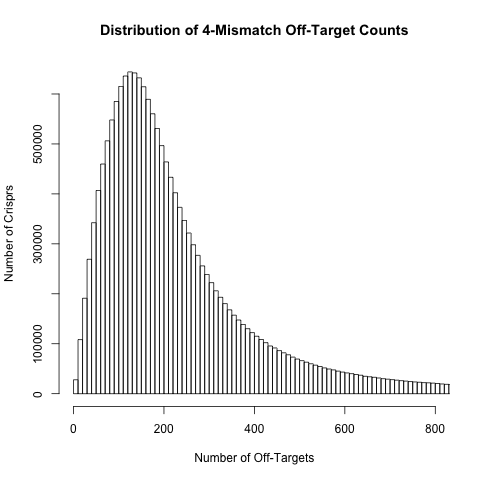 Distribution of 4-Mismatch Off-Target Counts
Number of Crisprs
500000
300000
100000
0
0 200 400 600 800
Number of Off-Targets